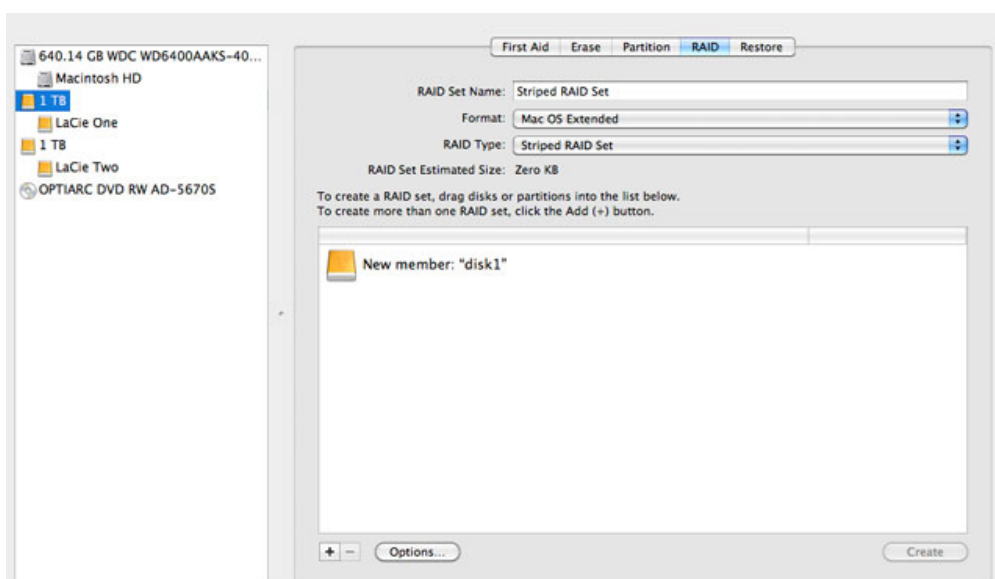 640.14 GB WDC WD6400AAKS-40...
Macintosh HD
1 TB
LaCie One
1 TB
LaCie Two
OPTIARC DVD RW AD-5670S
First Aid Erase Partition RAID Restore
RAID Set Name: Striped RAID Set
Format: Mac OS Extended
RAID Type: Striped RAID Set
RAID Set Estimated Size: Zero KB
To create a RAID set, drag disks or partitions into the list below.
To create more than one RAID set, click the Add (+) button.
New member: "disk1"
+ - Options... Create